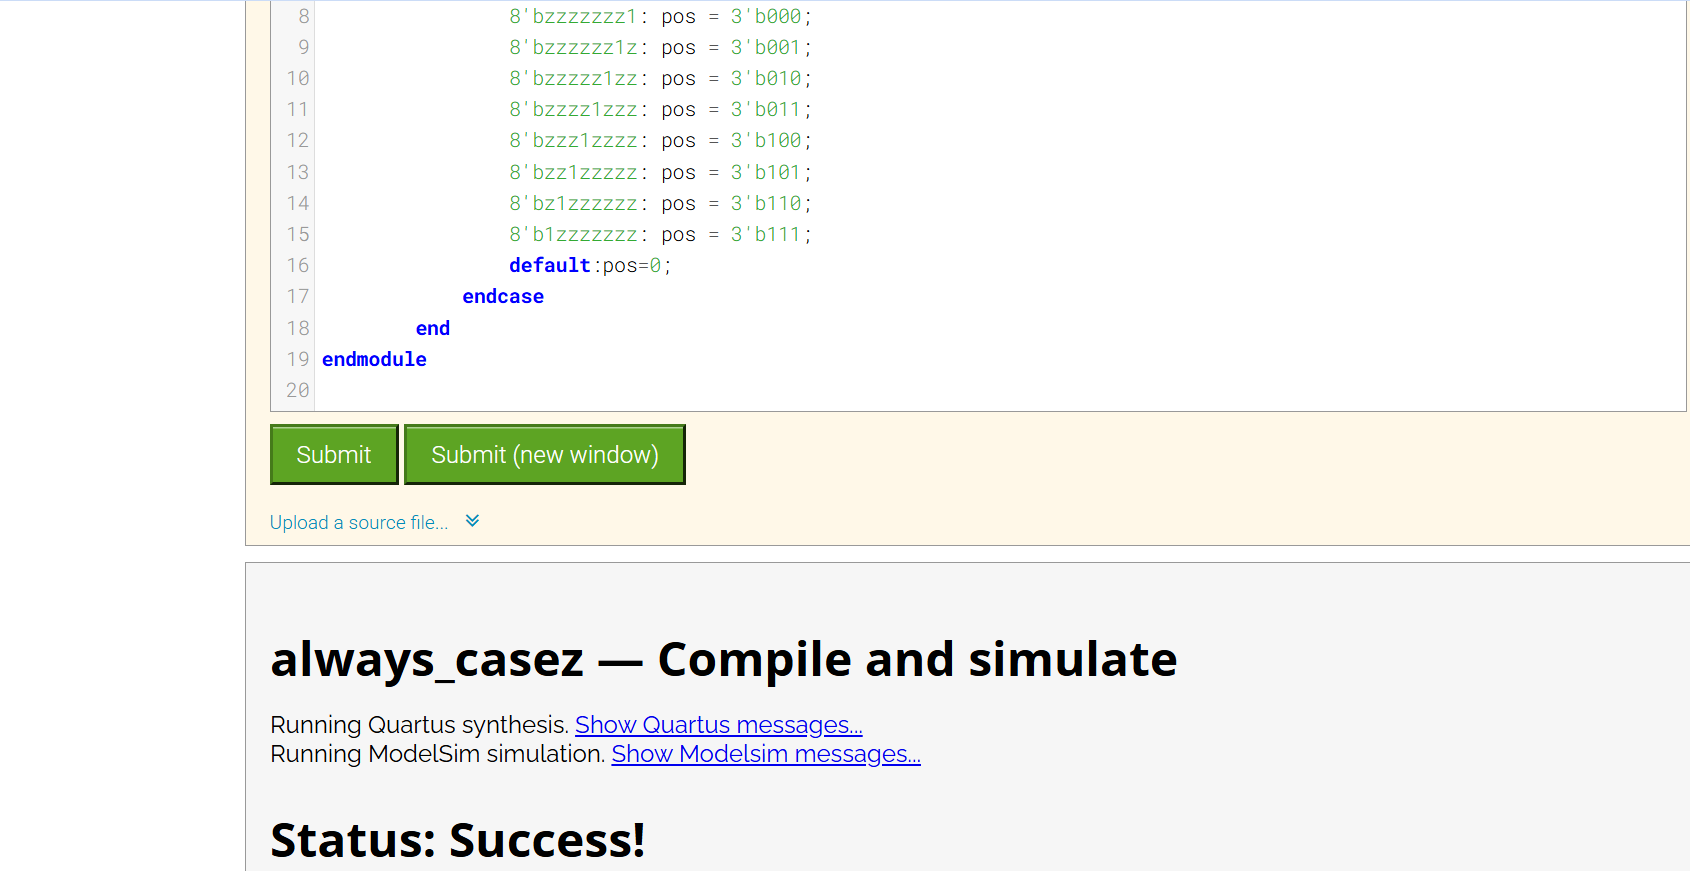 8 8'bzzzzzzz1: pos = 3'b000;
9 8'bzzzzzz1z: pos = 3'b001;
10 8'bzzzzz1zz: pos = 3'b010;
11 8'bzzzz1zzz: pos = 3'b011;
12 8'bzzz1zzzz: pos = 3'b100;
13 8'bzz1zzzzz: pos = 3'b101;
14 8'bz1zzzzzz: pos = 3'b110;
15 8'b1zzzzzzz: pos = 3'b111;
16 default:pos=0;
17 endcase
18 end
19 endmodule
20
Submit Submit (new window)
Upload a source file...
always_casez — Compile and simulate
Running Quartus synthesis. Show Quartus messages...
Running ModelSim simulation. Show Modelsim messages...
Status: Success!